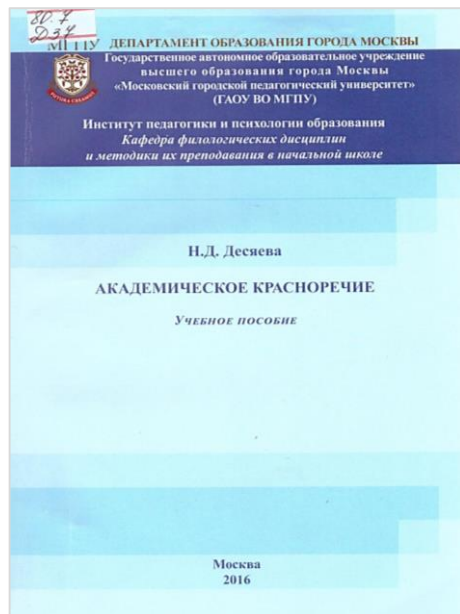 80.7
Д37
МГПУ ДЕПАРТАМЕНТ ОБРАЗОВАНИЯ ГОРОДА МОСКВЫ
Государственное автономное образовательное учреждение
высшего образования города Москвы
«Московский городской педагогический университет»
(ГАОУ ВО МГПУ)
Институт педагогики и психологии образования
Кафедра филологических дисциплин
и методики их преподавания в начальной школе
Н.Д. Десяева
АКАДЕМИЧЕСКОЕ КРАСНОРЕЧИЕ
УЧЕБНОЕ ПОСОБИЕ
Москва
2016